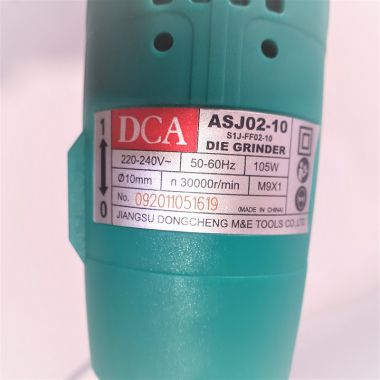 1
DCA
ASJ02-10
S1J-FF02-10
DIE GRINDER
220-240V~ 50-60Hz 105W
Ø10mm n 30000r/min M9X1
No. 092011051619 (MADE IN CHINA)
JIANGSU DONGCHENG M&E TOOLS CO.,LTD.
0